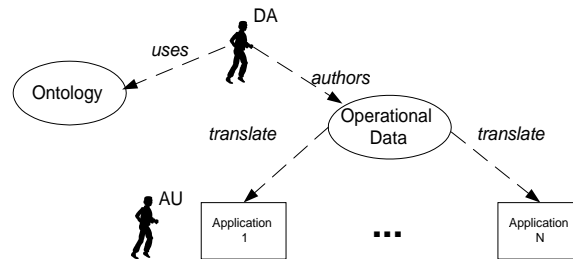 DA
uses
authors
Ontology
Operational
Data
translate
translate
AU
Application
1
...
Application
N